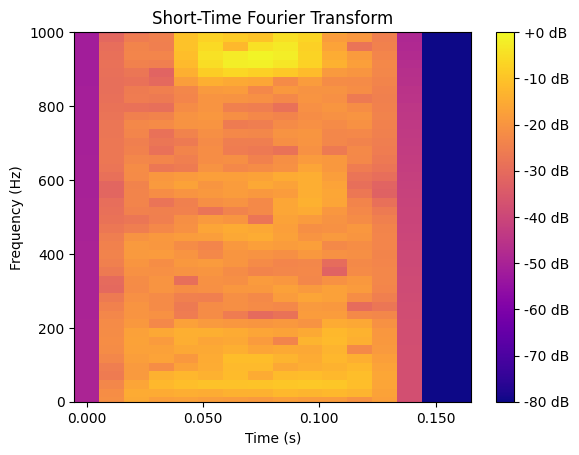 Short-Time Fourier Transform
1000
800
600
400
200
0
Frequency (Hz)
0.000
0.050
0.100
0.150
Time (s)
+0 dB
-10 dB
-20 dB
-30 dB
-40 dB
-50 dB
-60 dB
-70 dB
-80 dB